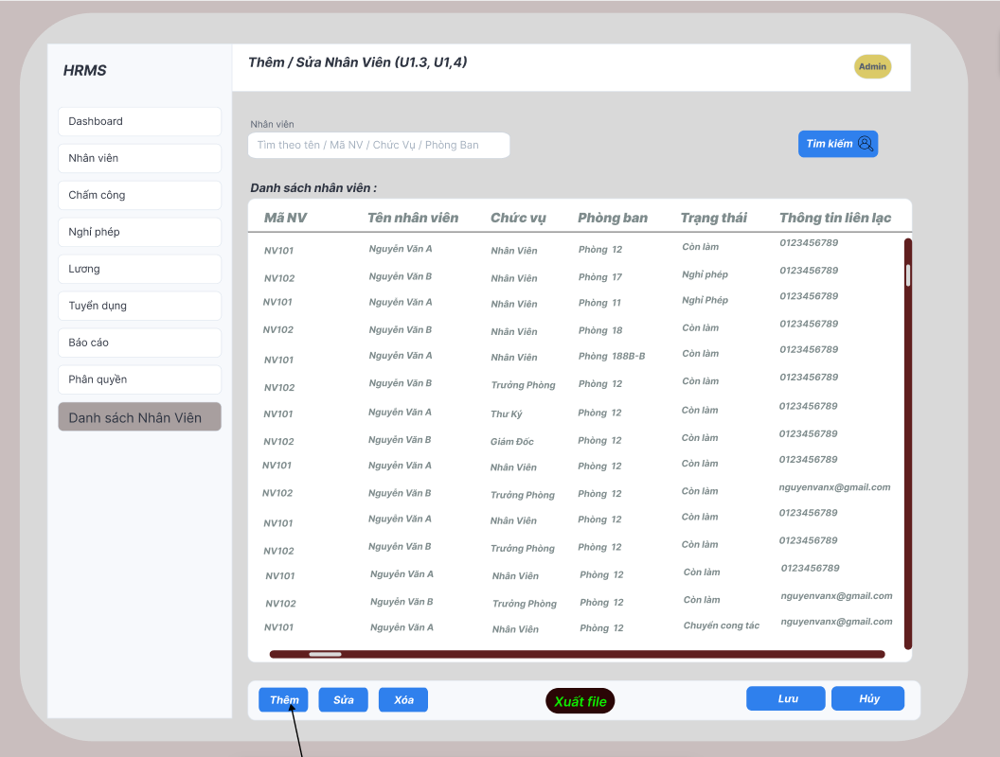 HRMS
Thêm / Sửa Nhân Viên (U1.3, U1,4)
Admin
Dashboard
Nhân viên
Chấm công
Nghỉ phép
Lương
Tuyển dụng
Báo cáo
Phân quyền
Danh sách Nhân Viên
Nhân viên
Tìm theo tên / Mã NV / Chức Vụ / Phòng Ban
Tìm kiếm
Danh sách nhân viên :
Mã NV Tên nhân viên Chức vụ Phòng ban Trạng thái Thông tin liên lạc
NV101 Nguyễn Văn A Nhân Viên Phòng 12 Còn làm 0123456789
NV102 Nguyễn Văn B Nhân Viên Phòng 17 Nghỉ phép 0123456789
NV101 Nguyễn Văn A Nhân Viên Phòng 11 Nghỉ Phép 0123456789
NV102 Nguyễn Văn B Nhân Viên Phòng 18 Còn làm 0123456789
NV101 Nguyễn Văn A Nhân Viên Phòng 188B-B Còn làm 0123456789
NV102 Nguyễn Văn B Trưởng Phòng Phòng 12 Còn làm 0123456789
NV101 Nguyễn Văn A Thư Ký Phòng 12 Còn làm 0123456789
NV102 Nguyễn Văn B Giám Đốc Phòng 12 Còn làm 0123456789
NV101 Nguyễn Văn A Nhân Viên Phòng 12 Còn làm 0123456789
NV102 Nguyễn Văn B Trưởng Phòng Phòng 12 Còn làm nguyenvanx@gmail.com
NV101 Nguyễn Văn A Nhân Viên Phòng 12 Còn làm 0123456789
NV102 Nguyễn Văn B Trưởng Phòng Phòng 12 Còn làm 0123456789
NV101 Nguyễn Văn A Nhân Viên Phòng 12 Còn làm 0123456789
NV102 Nguyễn Văn B Trưởng Phòng Phòng 12 Còn làm nguyenvanx@gmail.com
NV101 Nguyễn Văn A Nhân Viên Phòng 12 Chuyển cong tác nguyenvanx@gmail.com
Thêm Sửa Xóa Xuất file Lưu Hủy